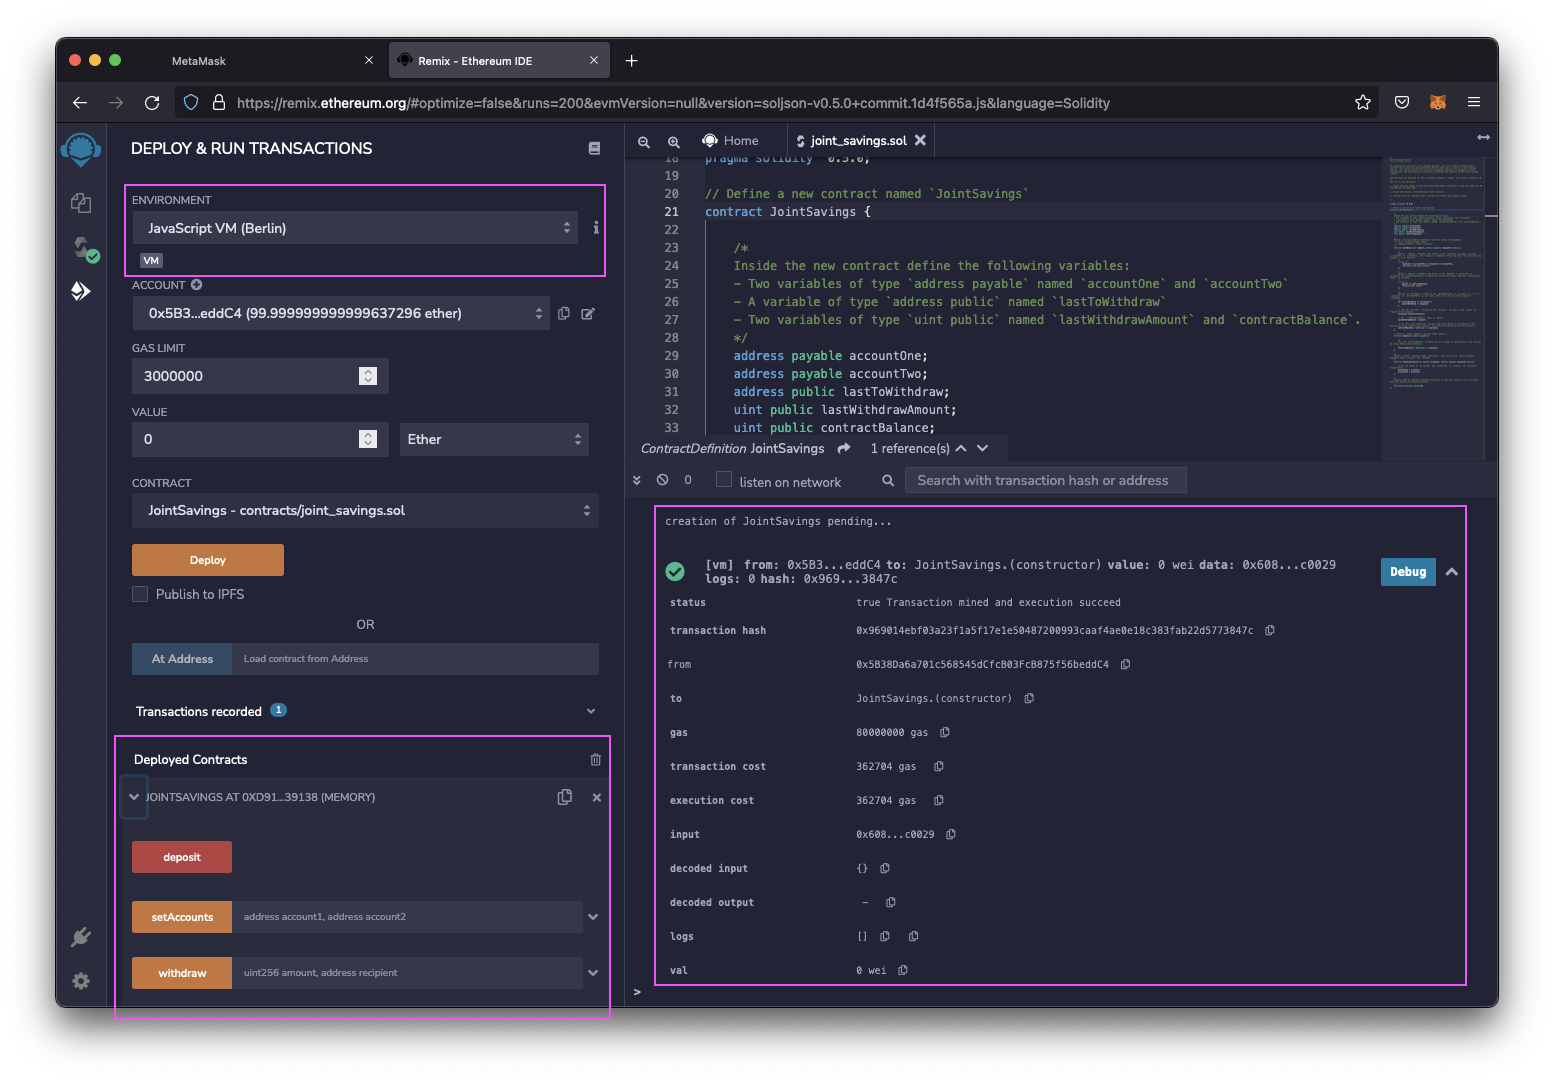 MetaMask
Remix - Ethereum IDE
https://remix.ethereum.org/#optimize=false&runs=200&evmVersion=null&version=soljson-v0.5.0+commit.1d4f565a.js&language=Solidity
DEPLOY & RUN TRANSACTIONS
ENVIRONMENT
JavaScript VM (Berlin)
VM
ACCOUNT
0x5B3...eddC4 (99.999999999999637296 ether)
GAS LIMIT
3000000
VALUE
0
Ether
CONTRACT
JointSavings - contracts/joint_savings.sol
Deploy
Publish to IPFS
OR
At Address
Load contract from Address
Transactions recorded 1
Deployed Contracts
JOINTSAVINGS AT 0XD91...39138 (MEMORY)
deposit
setAccounts address account1, address account2
withdraw uint256 amount, address recipient
Home
joint_savings.sol
18 pragma solidity ^0.5.0;
19
20 // Define a new contract named `JointSavings`
21 contract JointSavings {
22
23 /*
24 Inside the new contract define the following variables:
25 - Two variables of type `address payable` named `accountOne` and `accountTwo`
26 - A variable of type `address public` named `lastToWithdraw`
27 - Two variables of type `uint public` named `lastWithdrawAmount` and `contractBalance`.
28 */
29 address payable accountOne;
30 address payable accountTwo;
31 address public lastToWithdraw;
32 uint public lastWithdrawAmount;
33 uint public contractBalance;
ContractDefinition JointSavings 1 reference(s)
0 listen on network Search with transaction hash or address
creation of JointSavings pending...
[vm] from: 0x5B3...eddC4 to: JointSavings.(constructor) value: 0 wei data: 0x608...c0029
logs: 0 hash: 0x969...3847c
Debug
status true Transaction mined and execution succeed
transaction hash 0x969014ebf03a23f1a5f17e1e50487200993caaf4ae0e18c383fab22d5773847c
from 0x5B38Da6a701c568545dCfcB03FcB875f56beddC4
to JointSavings.(constructor)
gas 80000000 gas
transaction cost 362704 gas
execution cost 362704 gas
input 0x608...c0029
decoded input {}
decoded output -
logs []
val 0 wei
>